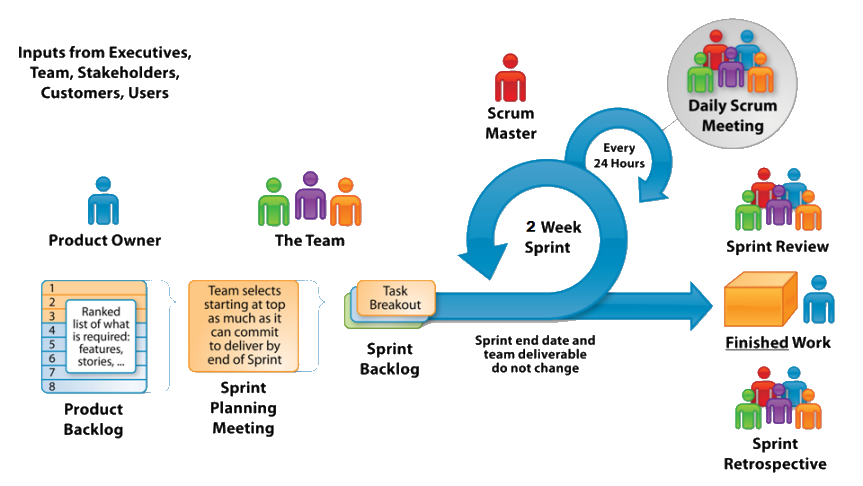 Inputs from Executives,
Team, Stakeholders,
Customers, Users
Product Owner
The Team
Scrum
Master
Daily Scrum
Meeting
Every
24 Hours
2 Week
Sprint
Sprint Review
1
2
3
4
5
6
7
8
Ranked
list of what
is required:
features,
stories, ...
Product
Backlog
Team selects
starting at top
as much as it
can commit
to deliver by
end of Sprint
Sprint
Planning
Meeting
Task
Breakout
Sprint
Backlog
Sprint end date and
team deliverable
do not change
Finished Work
Sprint
Retrospective